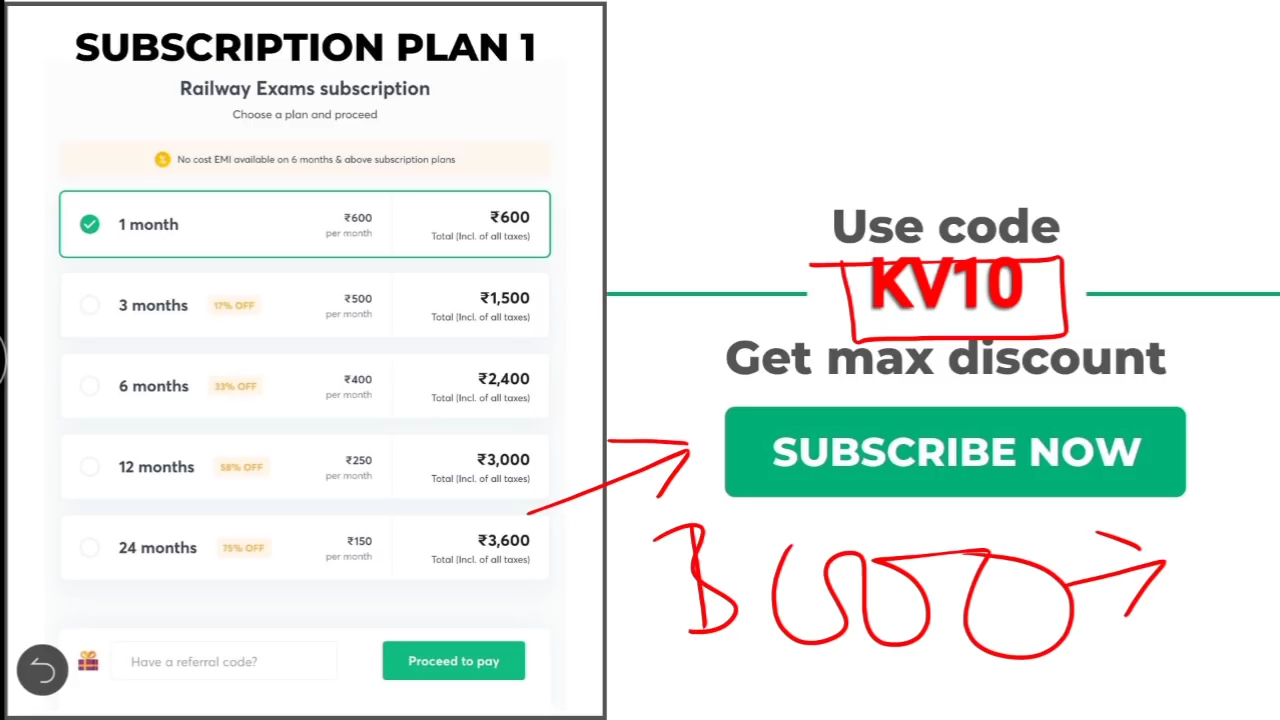 SUBSCRIPTION PLAN 1
Railway Exams subscription
Choose a plan and proceed
No cost EMI available on 6 months & above subscription plans
1 month ₹600 ₹600
per month Total (Incl. of all taxes)
3 months 17% OFF ₹500 ₹1,500
per month Total (Incl. of all taxes)
6 months 33% OFF ₹400 ₹2,400
per month Total (Incl. of all taxes)
12 months 58% OFF ₹250 ₹3,000
per month Total (Incl. of all taxes)
24 months 75% OFF ₹150 ₹3,600
per month Total (Incl. of all taxes)
Have a referral code? Proceed to pay
Use code
KV10
Get max discount
SUBSCRIBE NOW